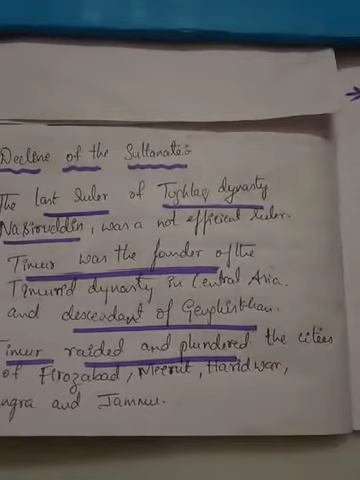 Decline of the Sultanate:
The last ruler of Tughlaq dynasty
Nasiruddin, was a not efficient ruler.
Timur was the founder of the
Timurid dynasty in Central Asia.
and descendant of Genghis khan.
Timur raided and plundered the cities
of Firozabad, Meerut, Haridwar,
ngra and Jammu.